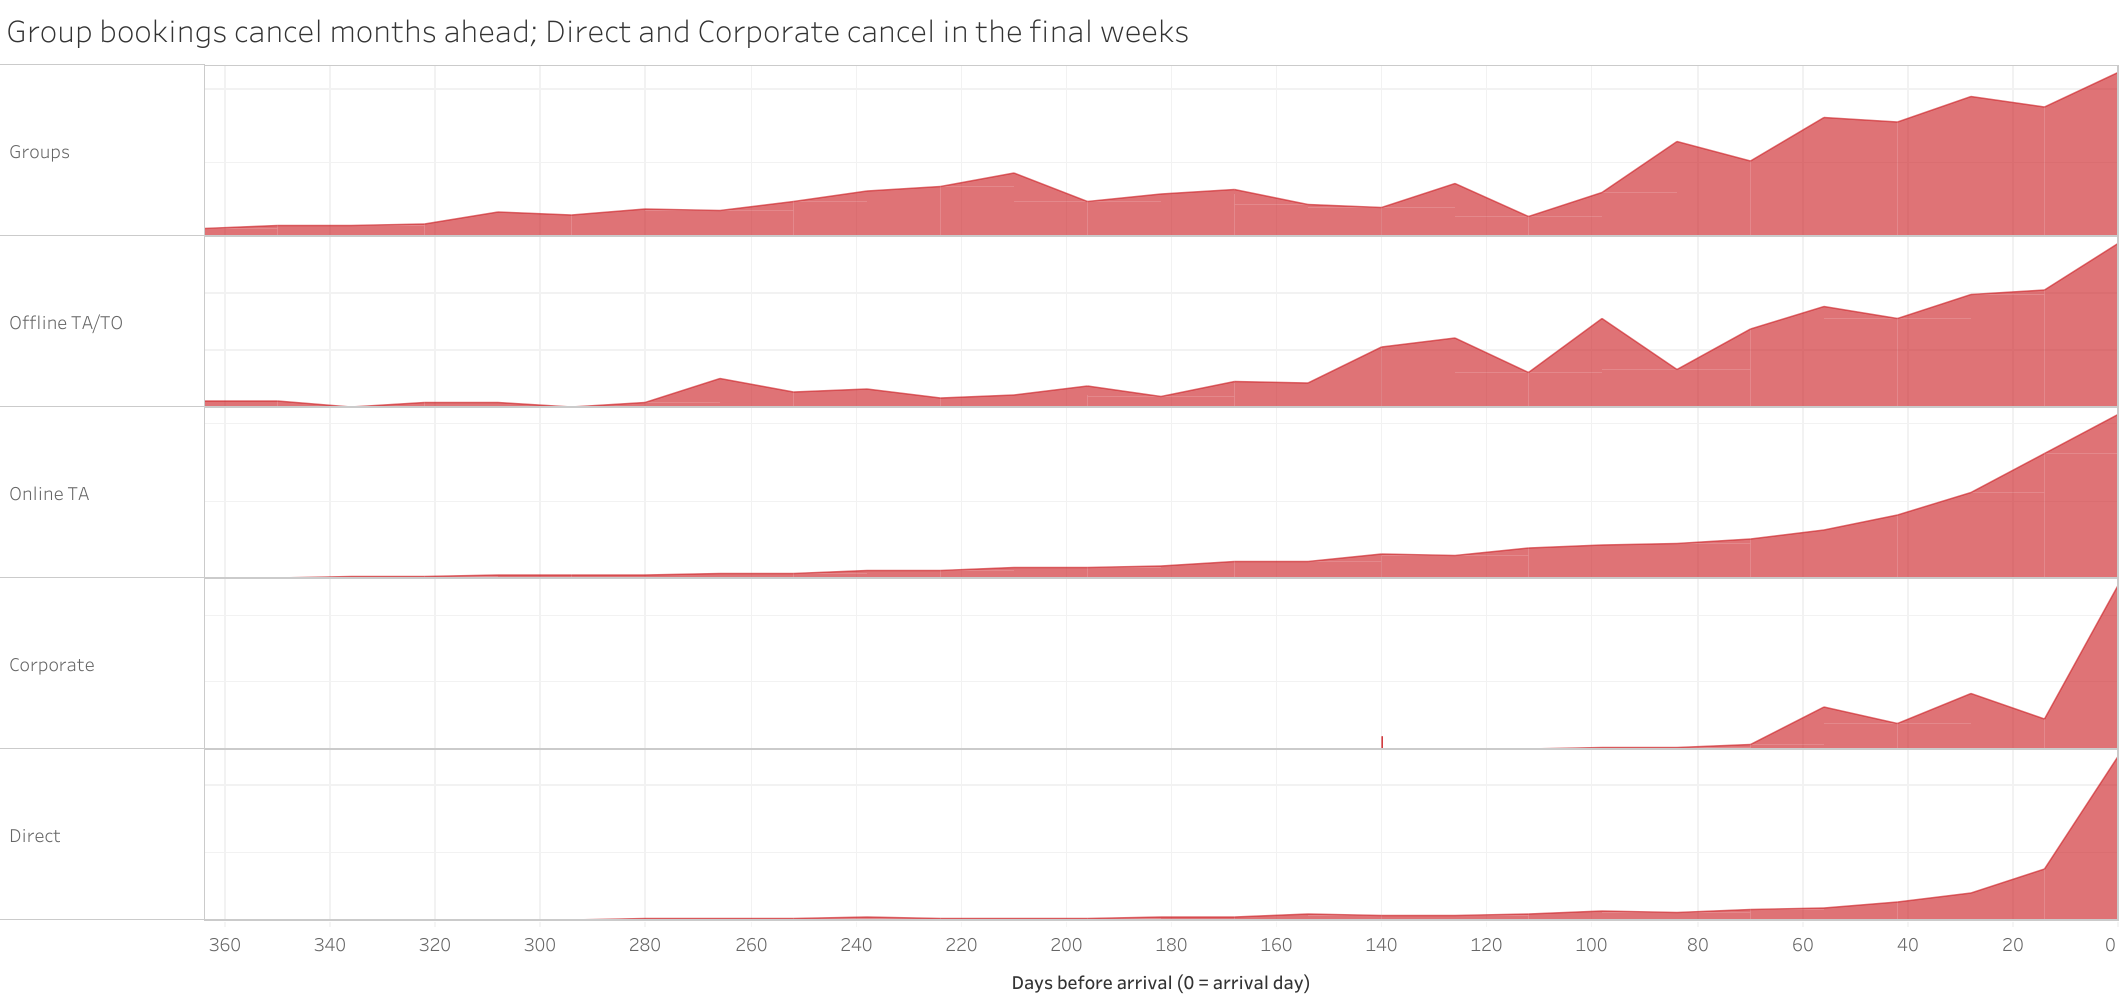 Group bookings cancel months ahead; Direct and Corporate cancel in the final weeks
Groups
Offline TA/TO
Online TA
Corporate
Direct
360 340 320 300 280 260 240 220 200 180 160 140 120 100 80 60 40 20 0
Days before arrival (0 = arrival day)